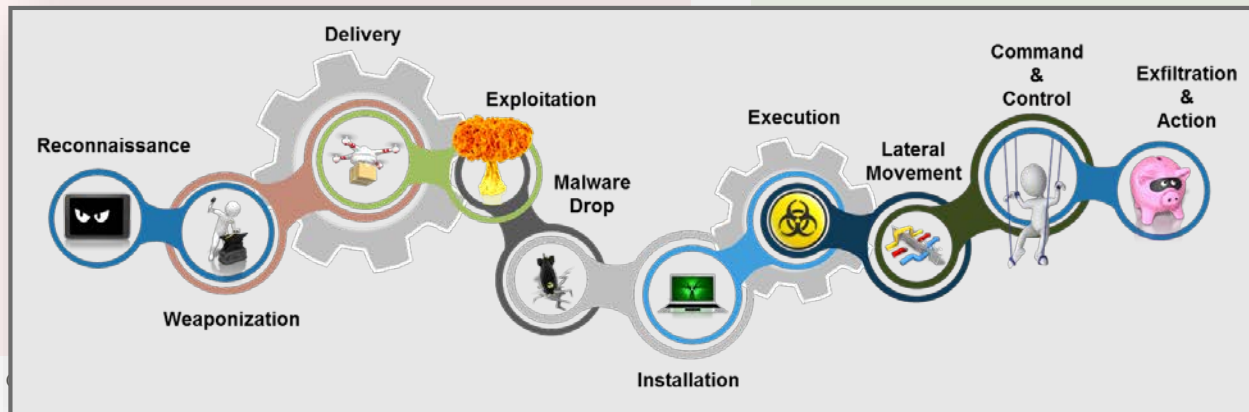 Reconnaissance
Weaponization
Delivery
Exploitation
Malware
Drop
Installation
Execution
Lateral
Movement
Command
&
Control
Exfiltration
&
Action